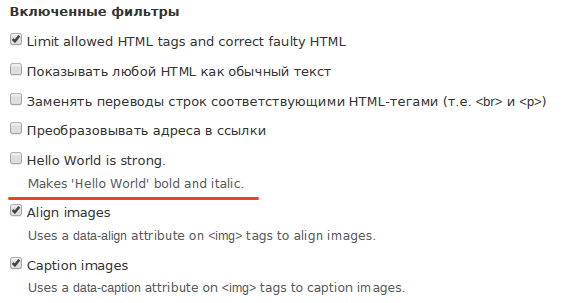 Включенные фильтры
Limit allowed HTML tags and correct faulty HTML
Показывать любой HTML как обычный текст
Заменять переводы строк соответствующими HTML-тегами (т.е. <br> и <p>)
Преобразовывать адреса в ссылки
Hello World is strong.
Makes 'Hello World' bold and italic.
Align images
Uses a data-align attribute on <img> tags to align images.
Caption images
Uses a data-caption attribute on <img> tags to caption images.